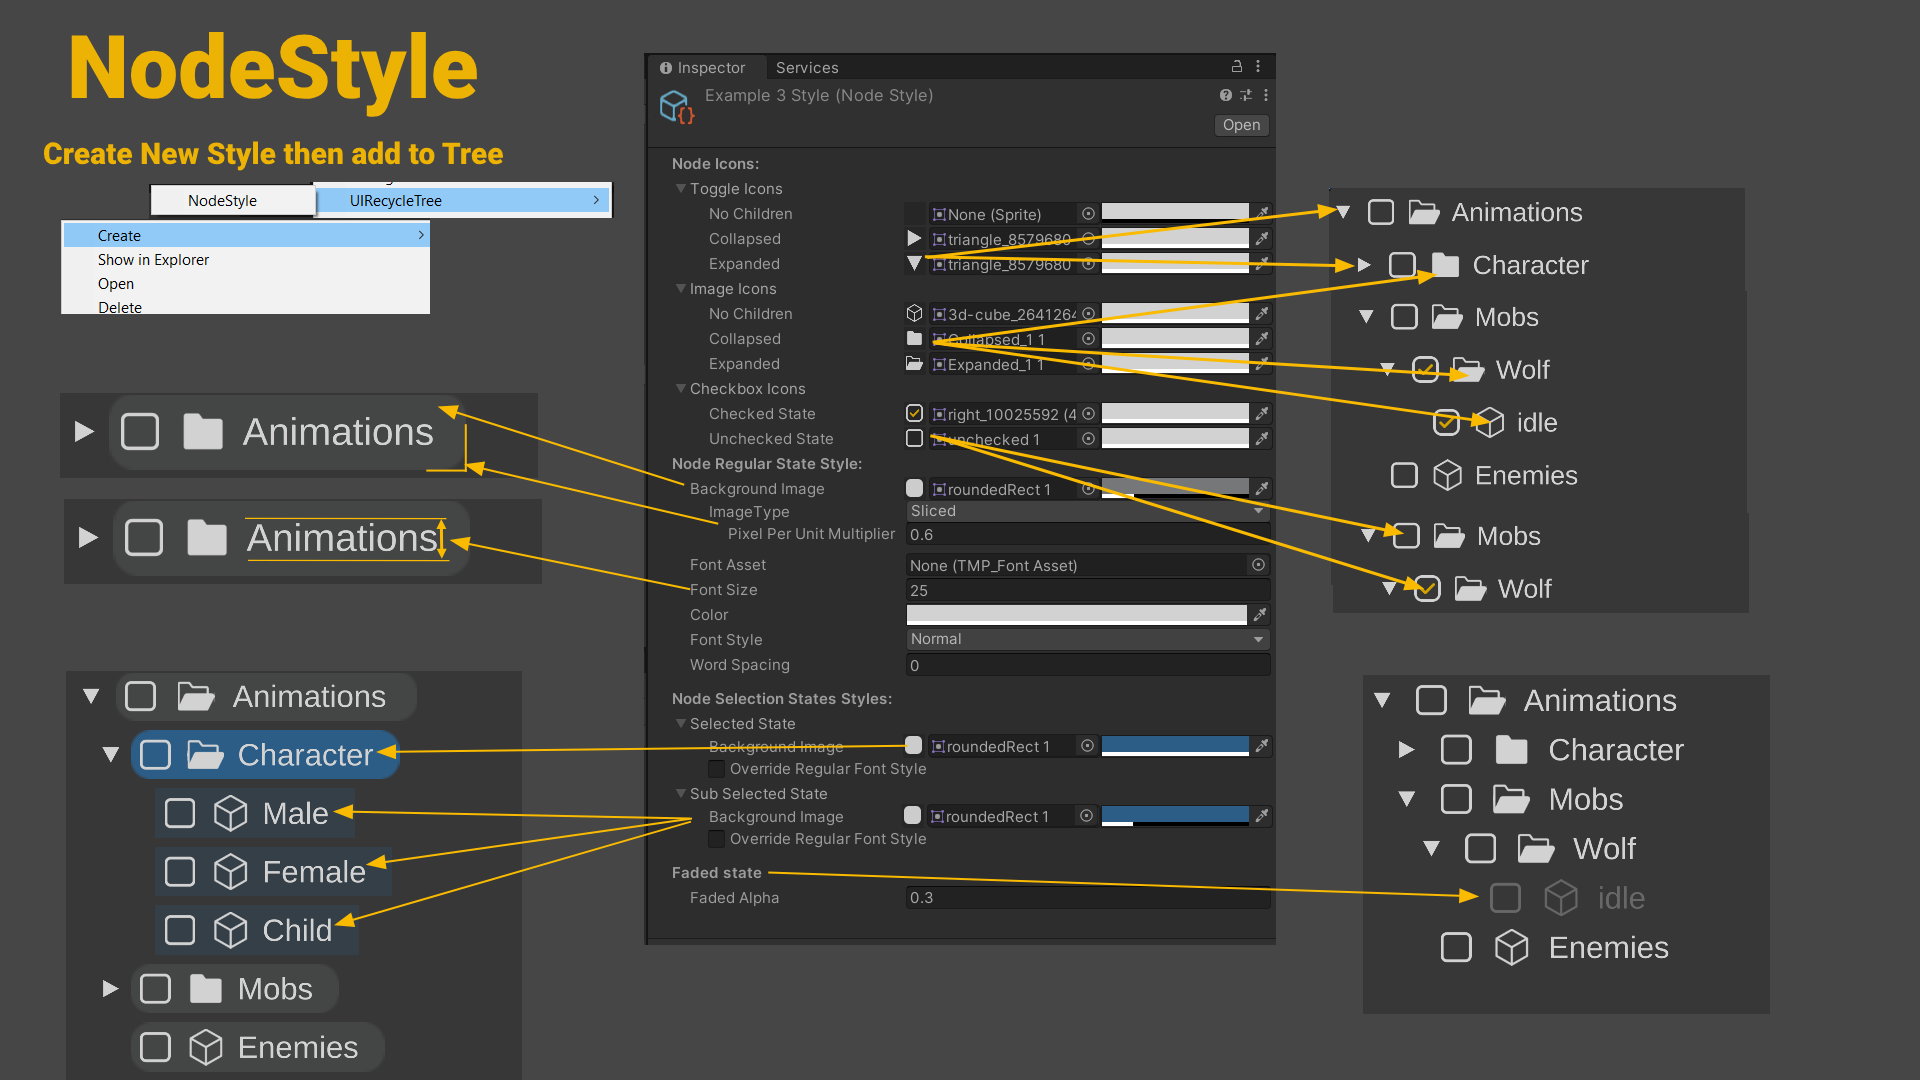 NodeStyle
Create New Style then add to Tree
NodeStyle
UIRecycleTree
Create
Show in Explorer
Open
Delete
Animations
Animations
Animations
Character
Male
Female
Child
Mobs
Enemies
Inspector
Services
Example 3 Style (Node Style)
Open
Node Icons:
Toggle Icons
No Children
None (Sprite)
Collapsed
triangle_8579680
Expanded
triangle_8579680
Image Icons
No Children
3d-cube_2641264
Collapsed
Collapsed_1 1
Expanded
Expanded_1 1
Checkbox Icons
Checked State
right_10025592 (4
Unchecked State
unchecked 1
Node Regular State Style:
Background Image
roundedRect 1
ImageType
Sliced
Pixel Per Unit Multiplier
0.6
Font Asset
None (TMP_Font Asset)
Font Size
25
Color
Font Style
Normal
Word Spacing
0
Node Selection States Styles:
Selected State
Background Image
roundedRect 1
Override Regular Font Style
Sub Selected State
Background Image
roundedRect 1
Override Regular Font Style
Faded state
Faded Alpha
0.3
Animations
Character
Mobs
Wolf
idle
Enemies
Mobs
Wolf
Animations
Character
Mobs
Wolf
idle
Enemies